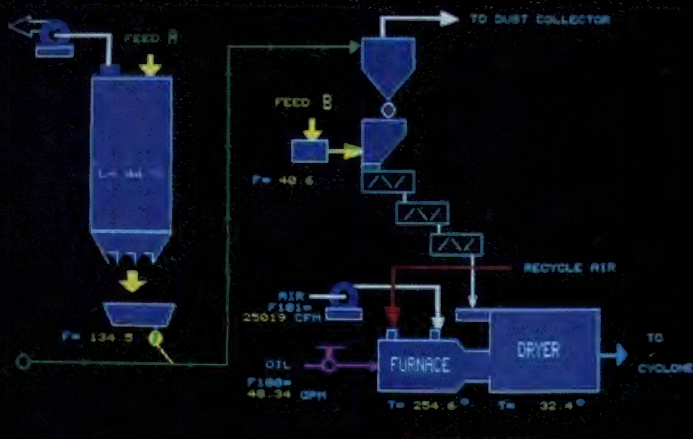 TO DUST COLLECTOR
FEED A
FEED B
F= 40.6
RECYCLE AIR
AIR
F101=
25019 CFM
F= 134.5
OIL
F100=
48.34 GPM
FURNACE
DRYER
TO
CYCLONE
T= 254.6°
T= 32.4°